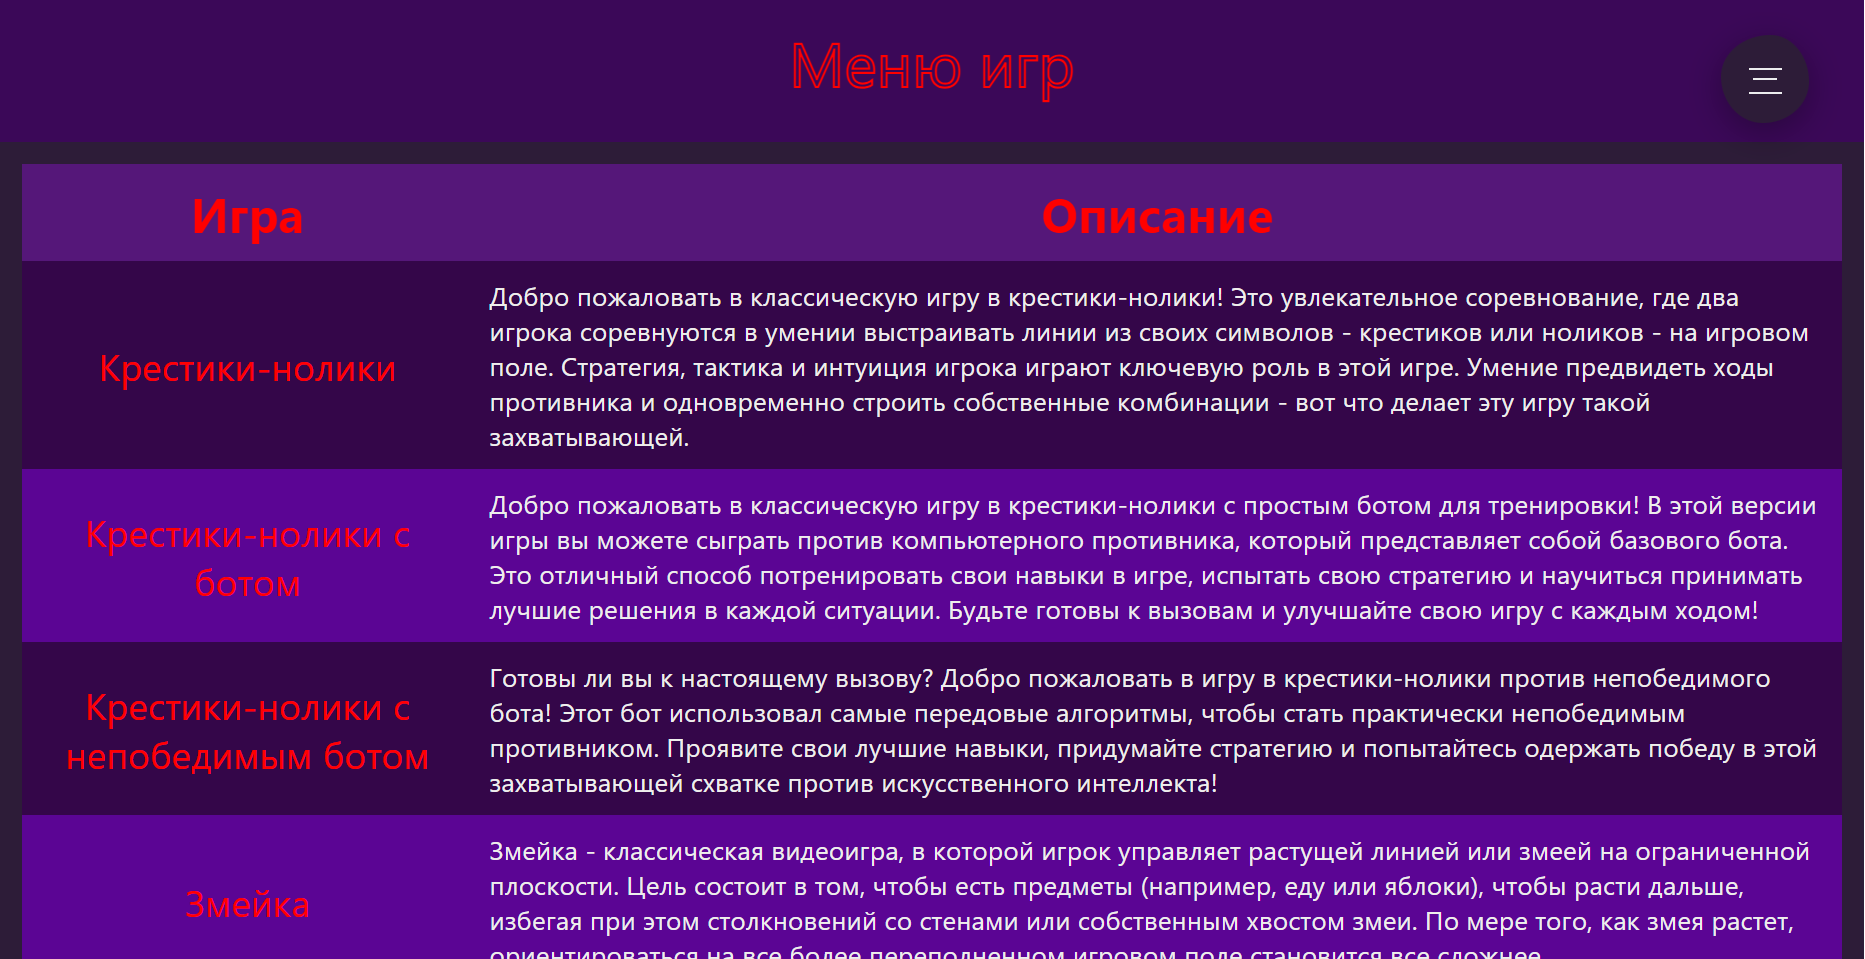 Меню игр
Игра
Описание
Крестики-нолики
Добро пожаловать в классическую игру в крестики-нолики! Это увлекательное соревнование, где два
игрока соревнуются в умении выстраивать линии из своих символов - крестиков или ноликов - на игровом
поле. Стратегия, тактика и интуиция игрока играют ключевую роль в этой игре. Умение предвидеть ходы
противника и одновременно строить собственные комбинации - вот что делает эту игру такой
захватывающей.
Крестики-нолики с
ботом
Добро пожаловать в классическую игру в крестики-нолики с простым ботом для тренировки! В этой версии
игры вы можете сыграть против компьютерного противника, который представляет собой базового бота.
Это отличный способ потренировать свои навыки в игре, испытать свою стратегию и научиться принимать
лучшие решения в каждой ситуации. Будьте готовы к вызовам и улучшайте свою игру с каждым ходом!
Крестики-нолики с
непобедимым ботом
Готовы ли вы к настоящему вызову? Добро пожаловать в игру в крестики-нолики против непобедимого
бота! Этот бот использовал самые передовые алгоритмы, чтобы стать практически непобедимым
противником. Проявите свои лучшие навыки, придумайте стратегию и попытайтесь одержать победу в этой
захватывающей схватке против искусственного интеллекта!
Змейка
Змейка - классическая видеоигра, в которой игрок управляет растущей линией или змеей на ограниченной
плоскости. Цель состоит в том, чтобы есть предметы (например, еду или яблоки), чтобы расти дальше,
избегая при этом столкновений со стенами или собственным хвостом змеи. По мере того, как змея растет,
ориентироваться на все более переполненном игровом поле становится все сложнее.